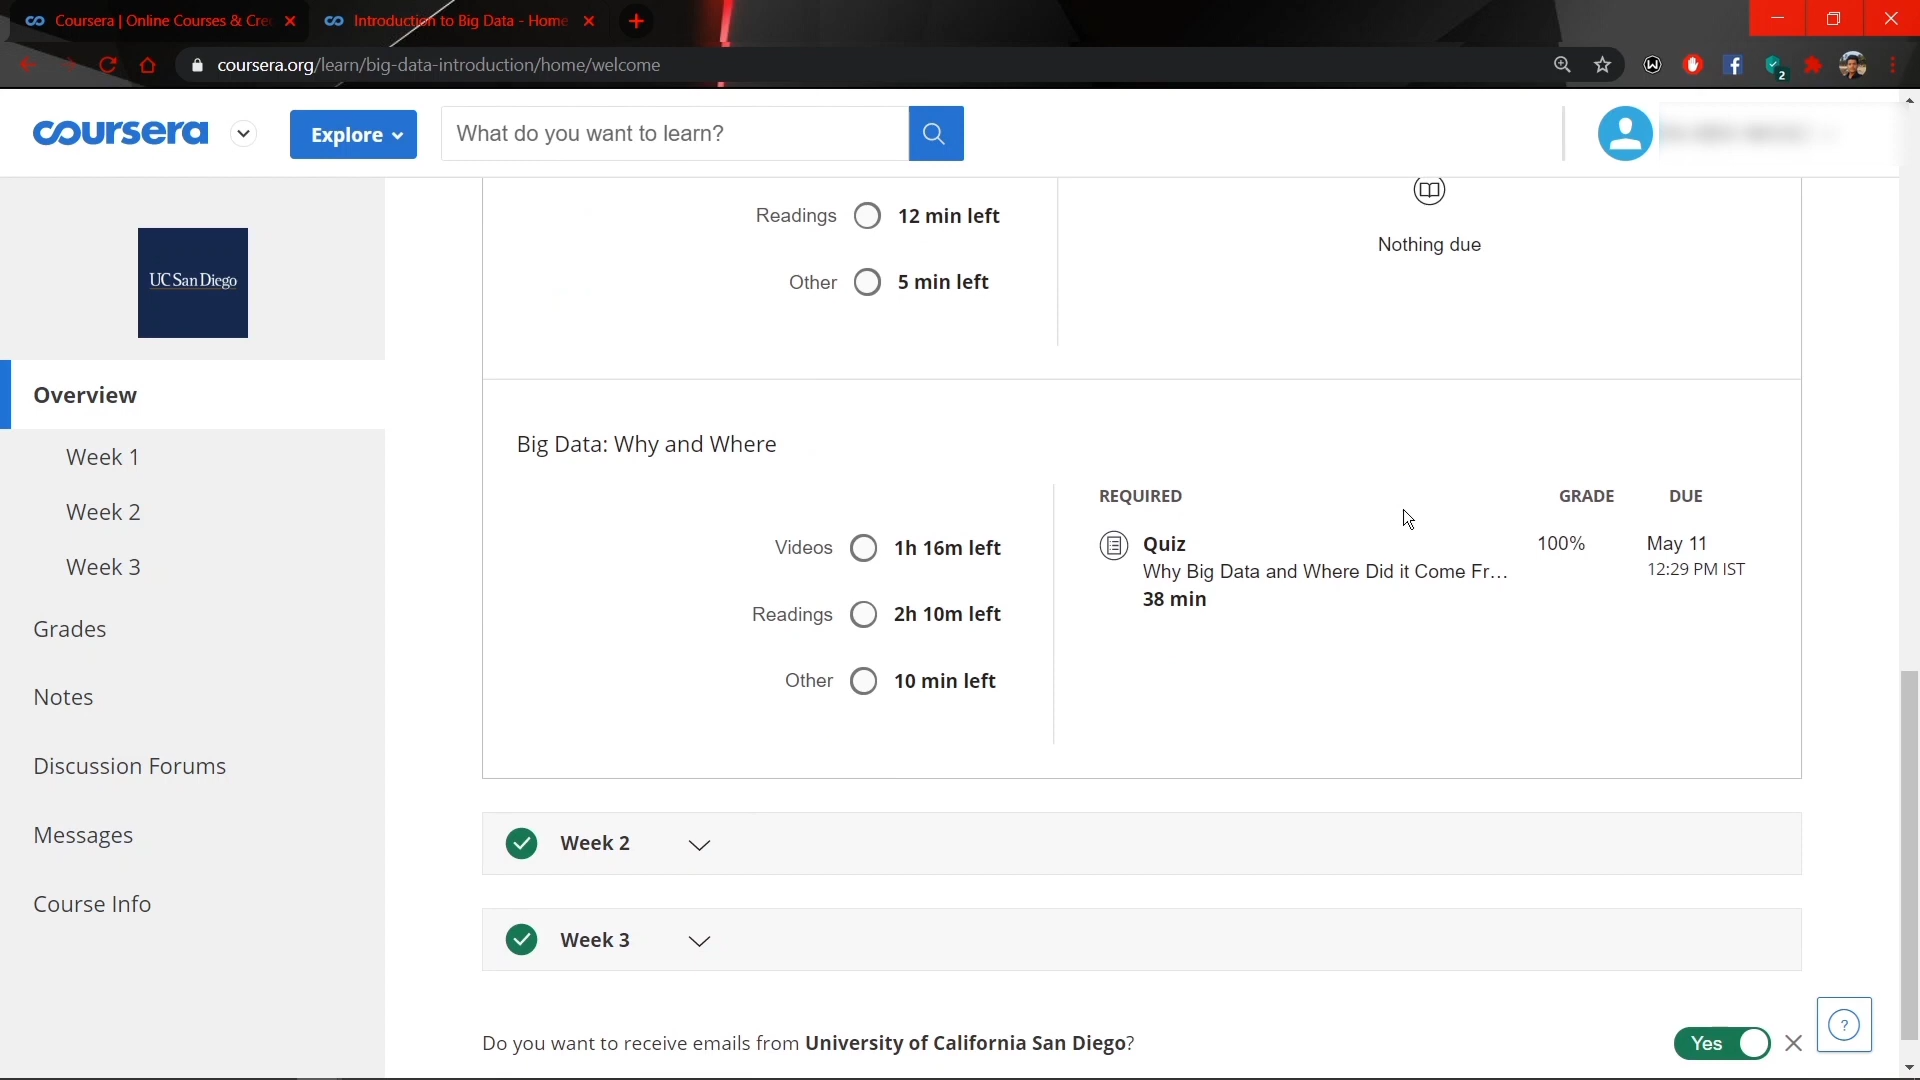 Coursera | Online Courses & Cre
Introduction to Big Data - Home
coursera.org/learn/big-data-introduction/home/welcome
2
coursera
Explore
What do you want to learn?
UC San Diego
Overview
Week 1
Week 2
Week 3
Grades
Notes
Discussion Forums
Messages
Course Info
Readings 12 min left
Other 5 min left
Nothing due
Big Data: Why and Where
Videos 1h 16m left
Readings 2h 10m left
Other 10 min left
REQUIRED GRADE DUE
Quiz 100% May 11
Why Big Data and Where Did it Come Fr... 12:29 PM IST
38 min
Week 2
Week 3
Do you want to receive emails from University of California San Diego?
Yes
?